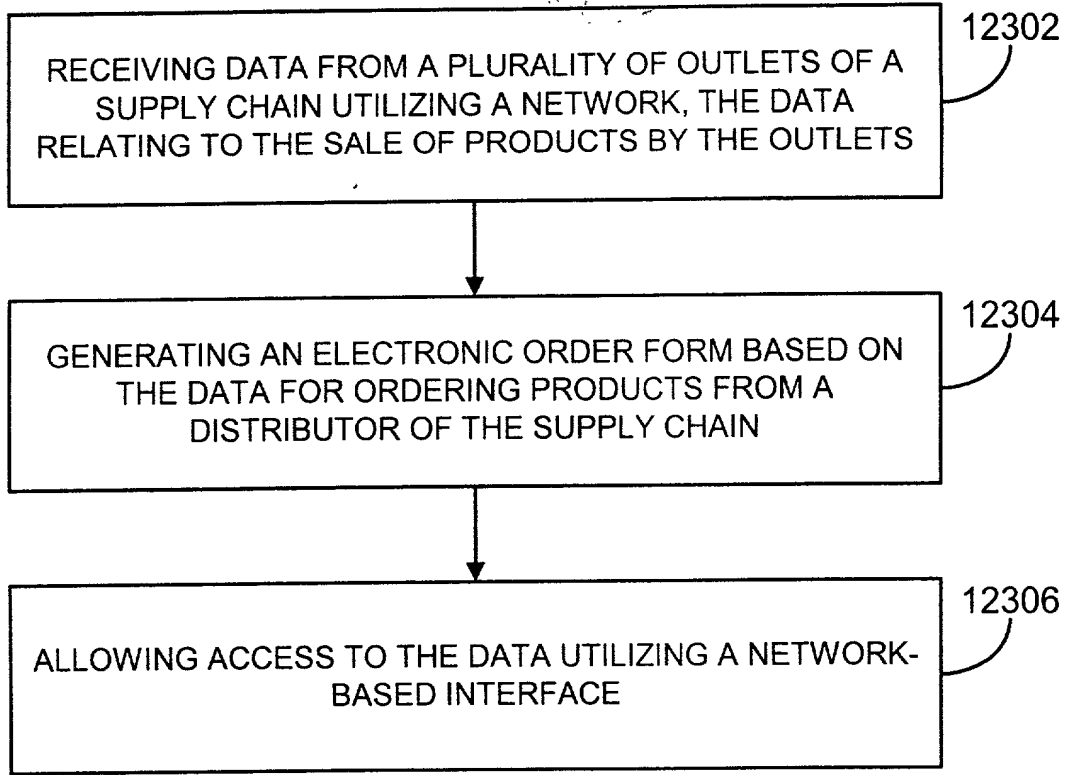 12302
RECEIVING DATA FROM A PLURALITY OF OUTLETS OF A
SUPPLY CHAIN UTILIZING A NETWORK, THE DATA
RELATING TO THE SALE OF PRODUCTS BY THE OUTLETS
12304
GENERATING AN ELECTRONIC ORDER FORM BASED ON
THE DATA FOR ORDERING PRODUCTS FROM A
DISTRIBUTOR OF THE SUPPLY CHAIN
12306
ALLOWING ACCESS TO THE DATA UTILIZING A NETWORK-
BASED INTERFACE